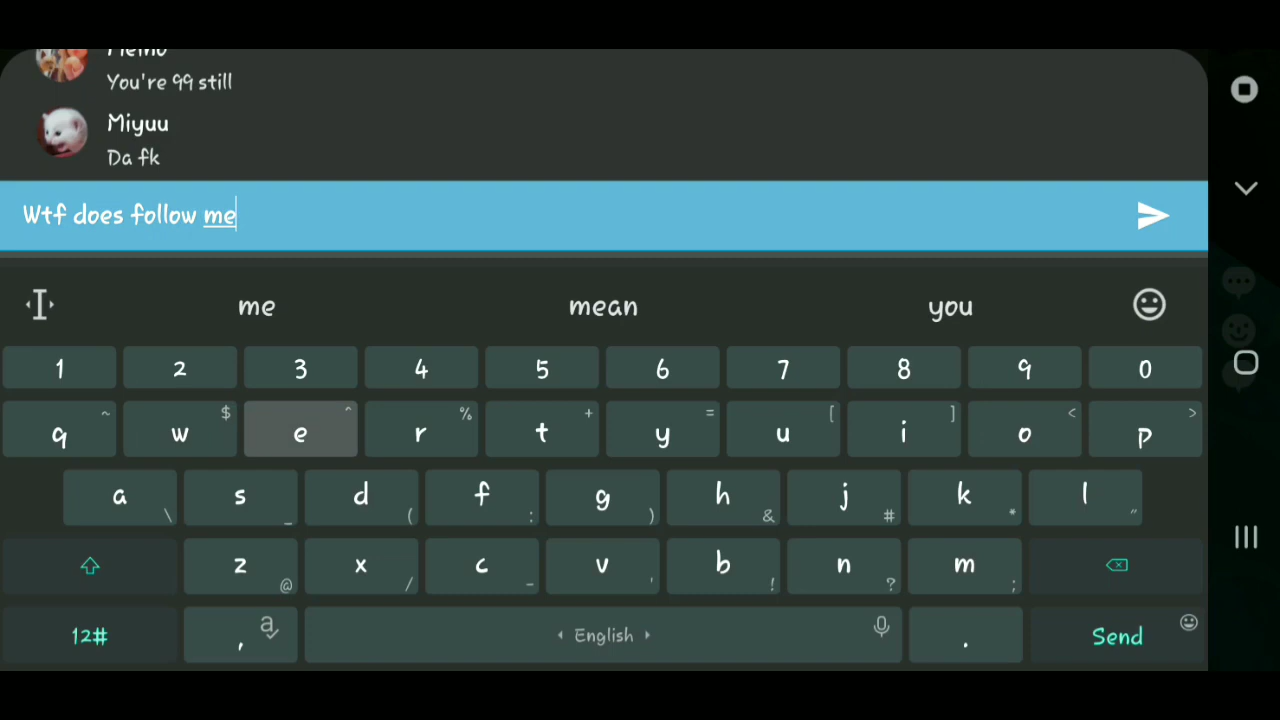 You're 99 still
Miyuu
Da fk
Wtf does follow me
me mean you
1 2 3 4 5 6 7 8 9 0
q ~ w $ e ^ r % t + y = u [ i ] o < p >
a \ s _ d ( f : g ) h & j # k * l "
z @ x / c - v ' b ! n ? m ;
12# , a English . Send